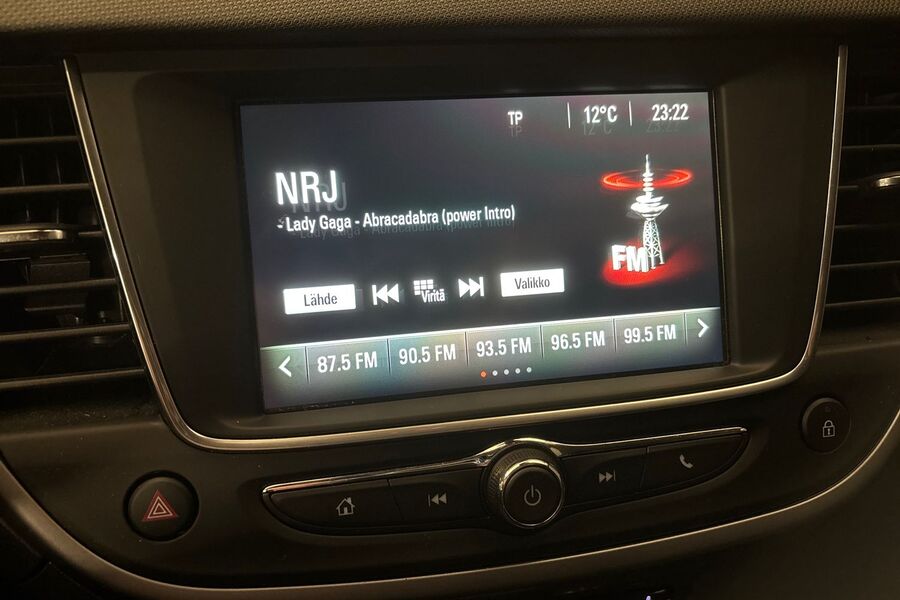 TP 12°C 23:22
NRJ
- Lady Gaga - Abracadabra (power Intro)
FM
Lähde Viritä Valikko
87.5 FM 90.5 FM 93.5 FM 96.5 FM 99.5 FM